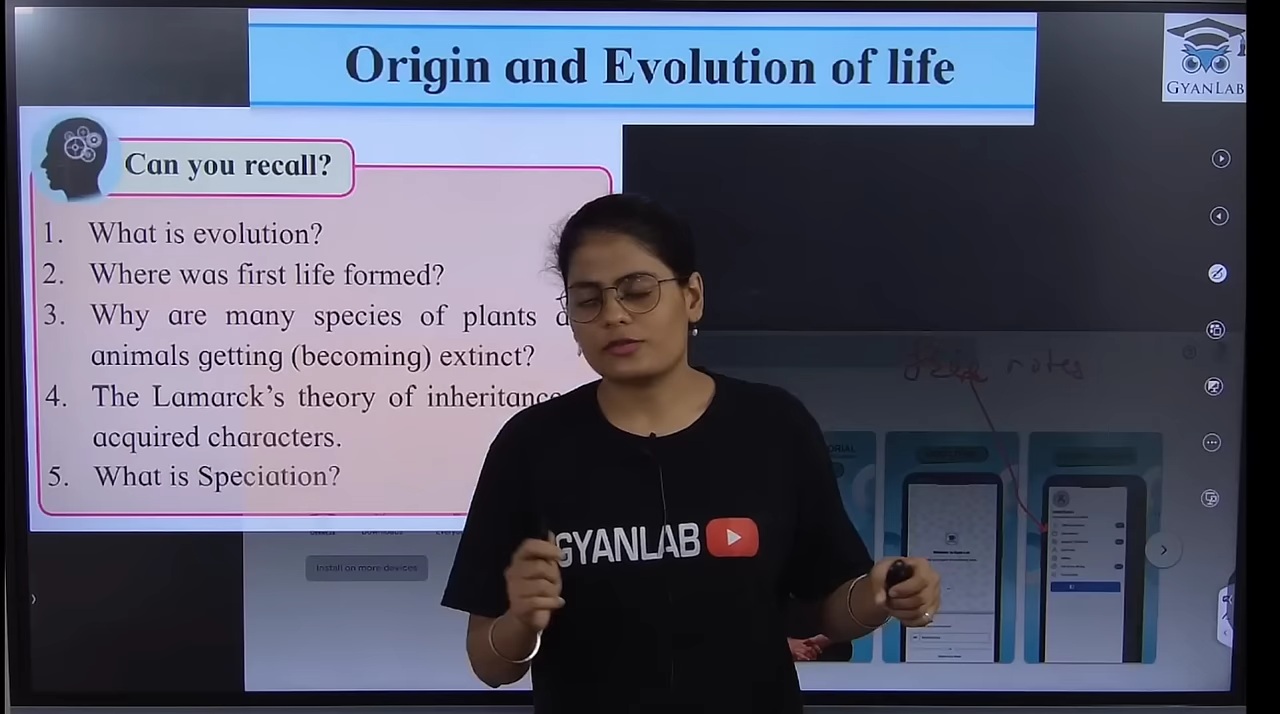 Origin and Evolution of life
GYANLAB
Can you recall?
1. What is evolution?
2. Where was first life formed?
3. Why are many species of plants
animals getting (becoming) extinct?
4. The Lamarck's theory of inheritance
acquired characters.
5. What is Speciation?
free notes
Install on more devices
GYANLAB